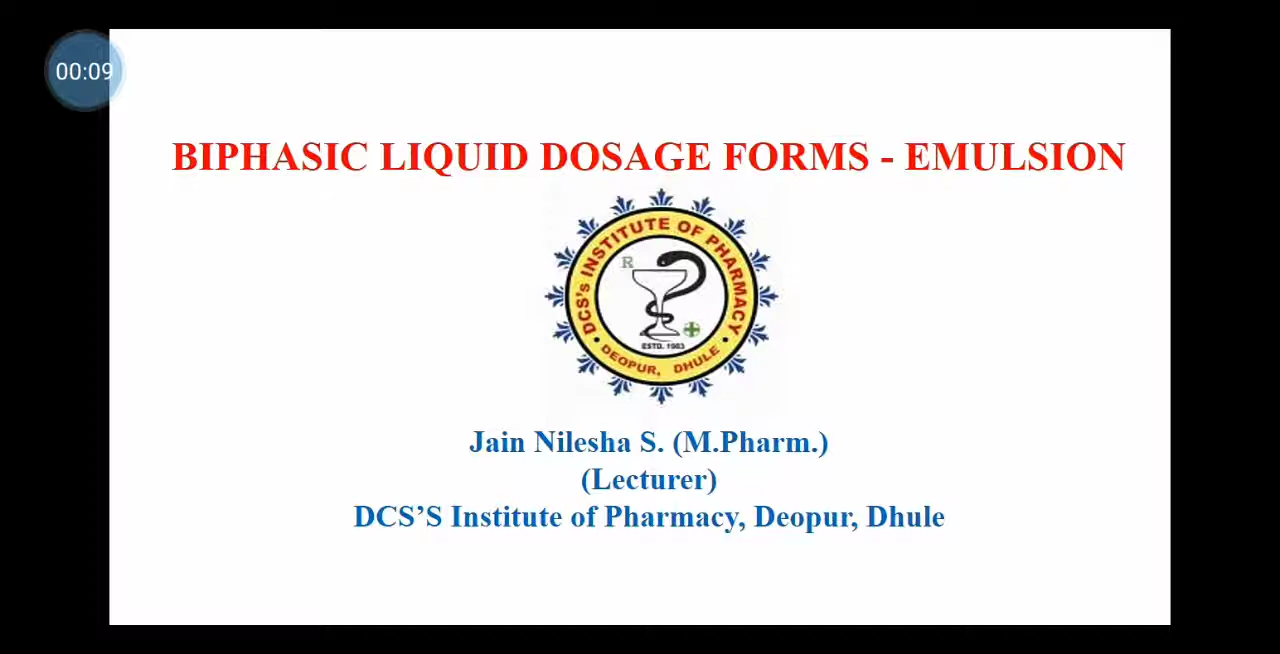 00:09
BIPHASIC LIQUID DOSAGE FORMS - EMULSION
DCS's INSTITUTE OF PHARMACY
R
ESTD. 1983
• DEOPUR, DHULE •
Jain Nilesha S. (M.Pharm.)
(Lecturer)
DCS’S Institute of Pharmacy, Deopur, Dhule